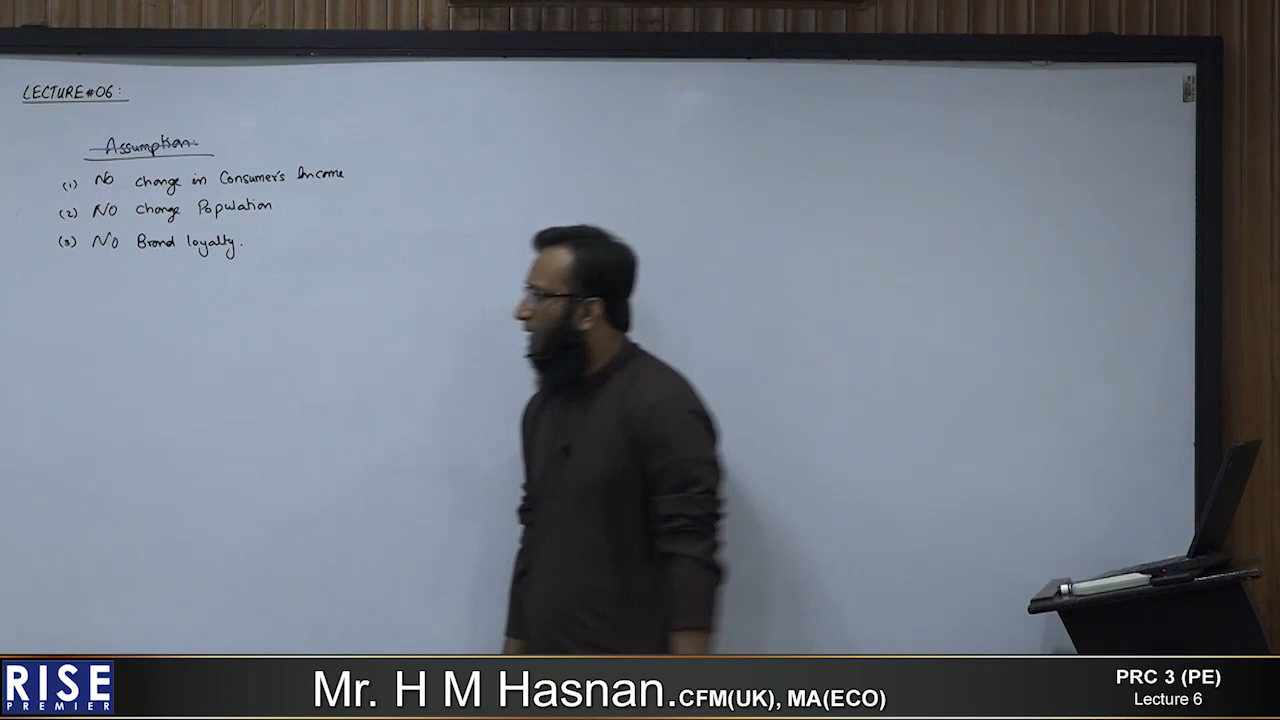 LECTURE#06:
Assumption:
(1) No change in Consumer's Income
(2) No change Population
(3) No Brand loyalty.
RISE
PREMIER
Mr. H M Hasnan.CFM(UK), MA(ECO)
PRC 3 (PE)
Lecture 6